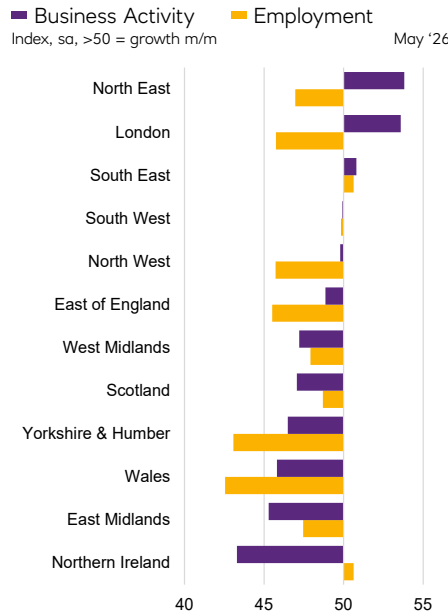 Business Activity Employment
Index, sa, >50 = growth m/m May ‘26
North East
London
South East
South West
North West
East of England
West Midlands
Scotland
Yorkshire & Humber
Wales
East Midlands
Northern Ireland
40 45 50 55